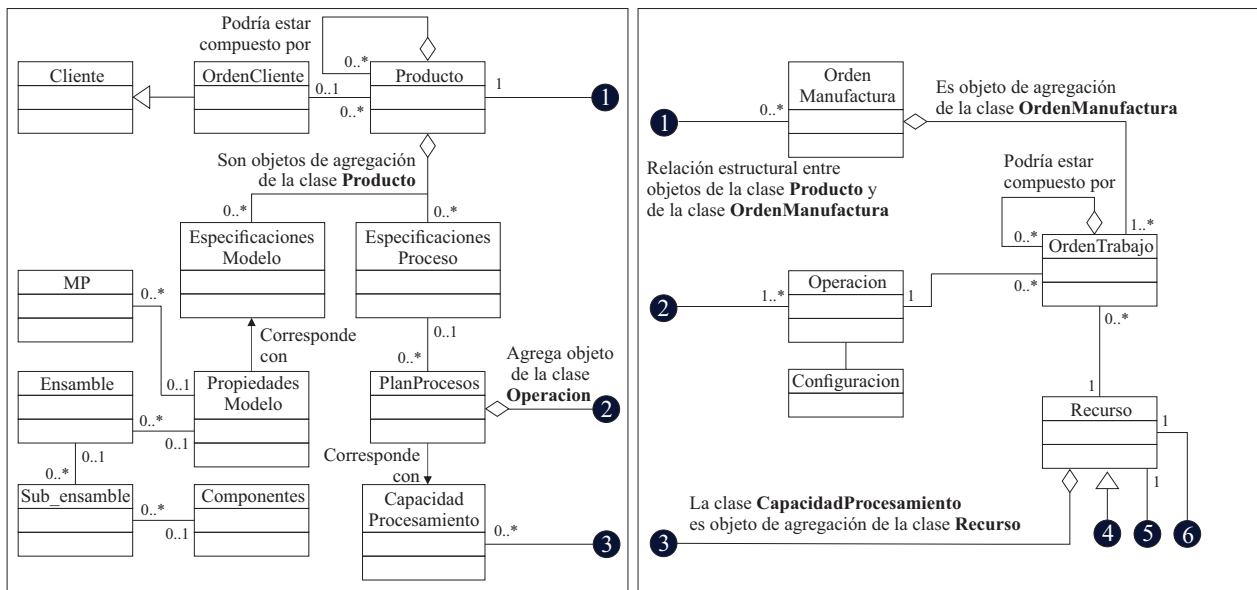 Podría estar
compuesto por
0..*
Cliente
OrdenCliente
0..1
0..*
Producto
1
1
Son objetos de agregación
de la clase Producto
0..*
0..*
Especificaciones
Modelo
Especificaciones
Proceso
MP
0..*
Corresponde
con
0..1
0..*
Agrega objeto
de la clase
Operacion
2
Ensamble
0..1
Propiedades
Modelo
PlanProcesos
0..*
0..1
0..1
0..*
Corresponde
con
Sub_ensamble
0..*
0..1
Componentes
Capacidad
Procesamiento
0..*
3
Orden
Manufactura
Es objeto de agregación
de la clase OrdenManufactura
0..*
1
Relación estructural entre
objetos de la clase Producto y
de la clase OrdenManufactura
Podría estar
compuesto por
1..*
0..*
OrdenTrabajo
Operacion
1..*
1
0..*
2
0..*
Configuracion
1
Recurso
1
1
La clase CapacidadProcesamiento
es objeto de agregación de la clase Recurso
3
4
5
6